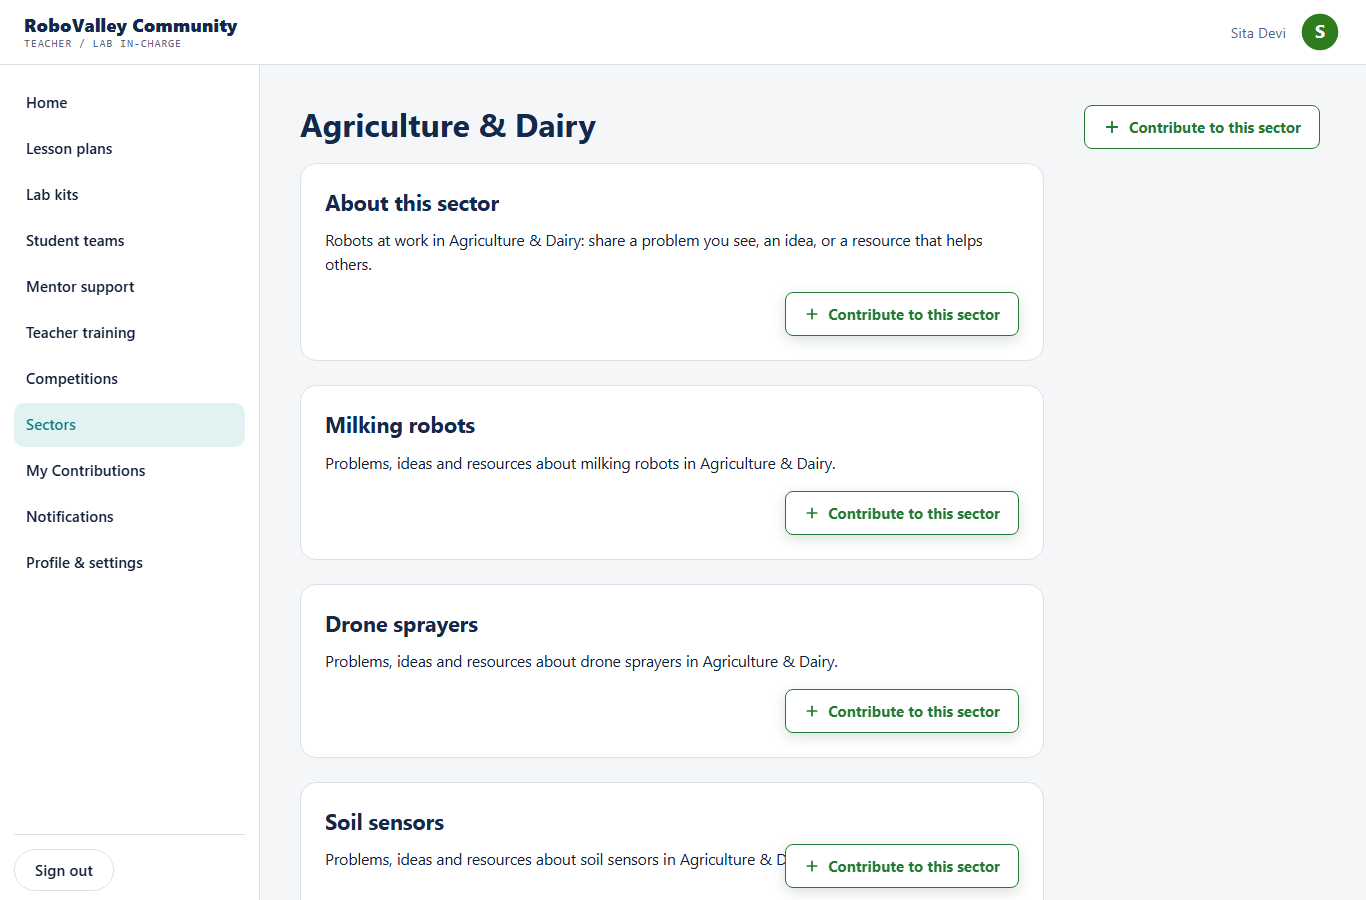 RoboValley Community
TEACHER / LAB IN-CHARGE
Sita Devi
S
Home
Lesson plans
Lab kits
Student teams
Mentor support
Teacher training
Competitions
Sectors
My Contributions
Notifications
Profile & settings
Sign out
Agriculture & Dairy
+ Contribute to this sector
About this sector
Robots at work in Agriculture & Dairy: share a problem you see, an idea, or a resource that helps
others.
+ Contribute to this sector
Milking robots
Problems, ideas and resources about milking robots in Agriculture & Dairy.
+ Contribute to this sector
Drone sprayers
Problems, ideas and resources about drone sprayers in Agriculture & Dairy.
+ Contribute to this sector
Soil sensors
Problems, ideas and resources about soil sensors in Agriculture &
+ Contribute to this sector